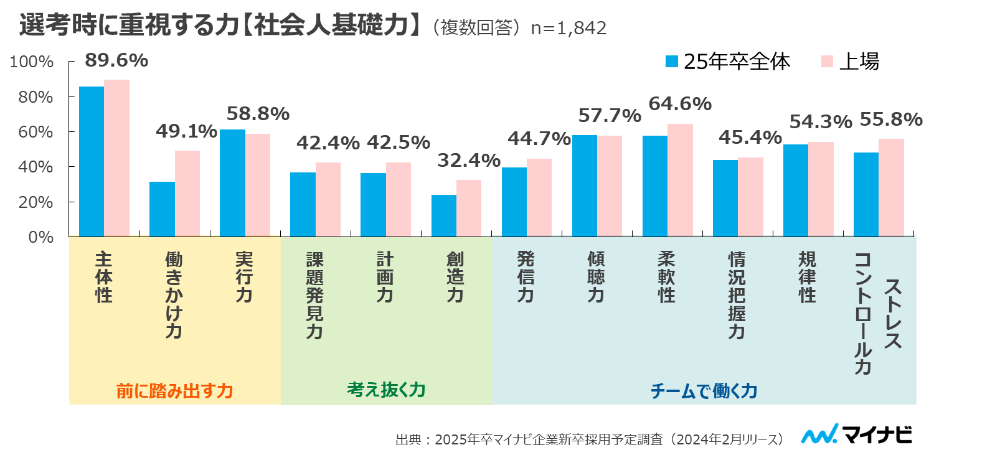 選考時に重視する力【社会人基礎力】（複数回答）n=1,842
25年卒全体
上場
100%
80%
60%
40%
20%
0%
89.6%
49.1%
58.8%
42.4%
42.5%
32.4%
44.7%
57.7%
64.6%
45.4%
54.3%
55.8%
主体性
働きかけ力
実行力
課題発見力
計画力
創造力
発信力
傾聴力
柔軟性
情況把握力
規律性
ストレス
コントロール力
前に踏み出す力
考え抜く力
チームで働く力
出典：2025年卒マイナビ企業新卒採用予定調査（2024年2月リリース）
マイナビ